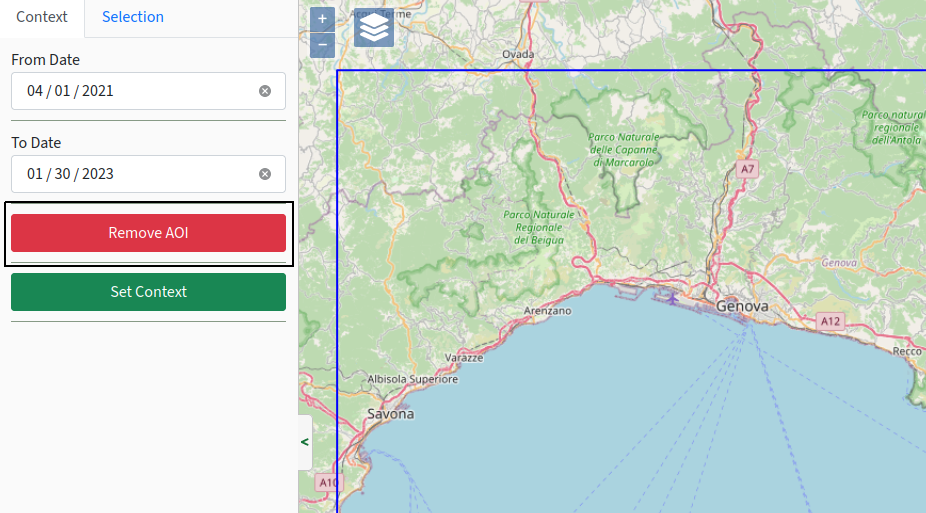 Context
Selection
From Date
04 / 01 / 2021
To Date
01 / 30 / 2023
Remove AOI
Set Context
+
−
Acqui Terme
Ovada
Parco Naturale
delle Capanne
di Marcarolo
Parco naturale
regionale
dell'Antola
A7
Parco Naturale
Regionale
del Beigua
Genova
Genova
Arenzano
A12
Recco
Varazze
Albisola Superiore
Savona
<
A10